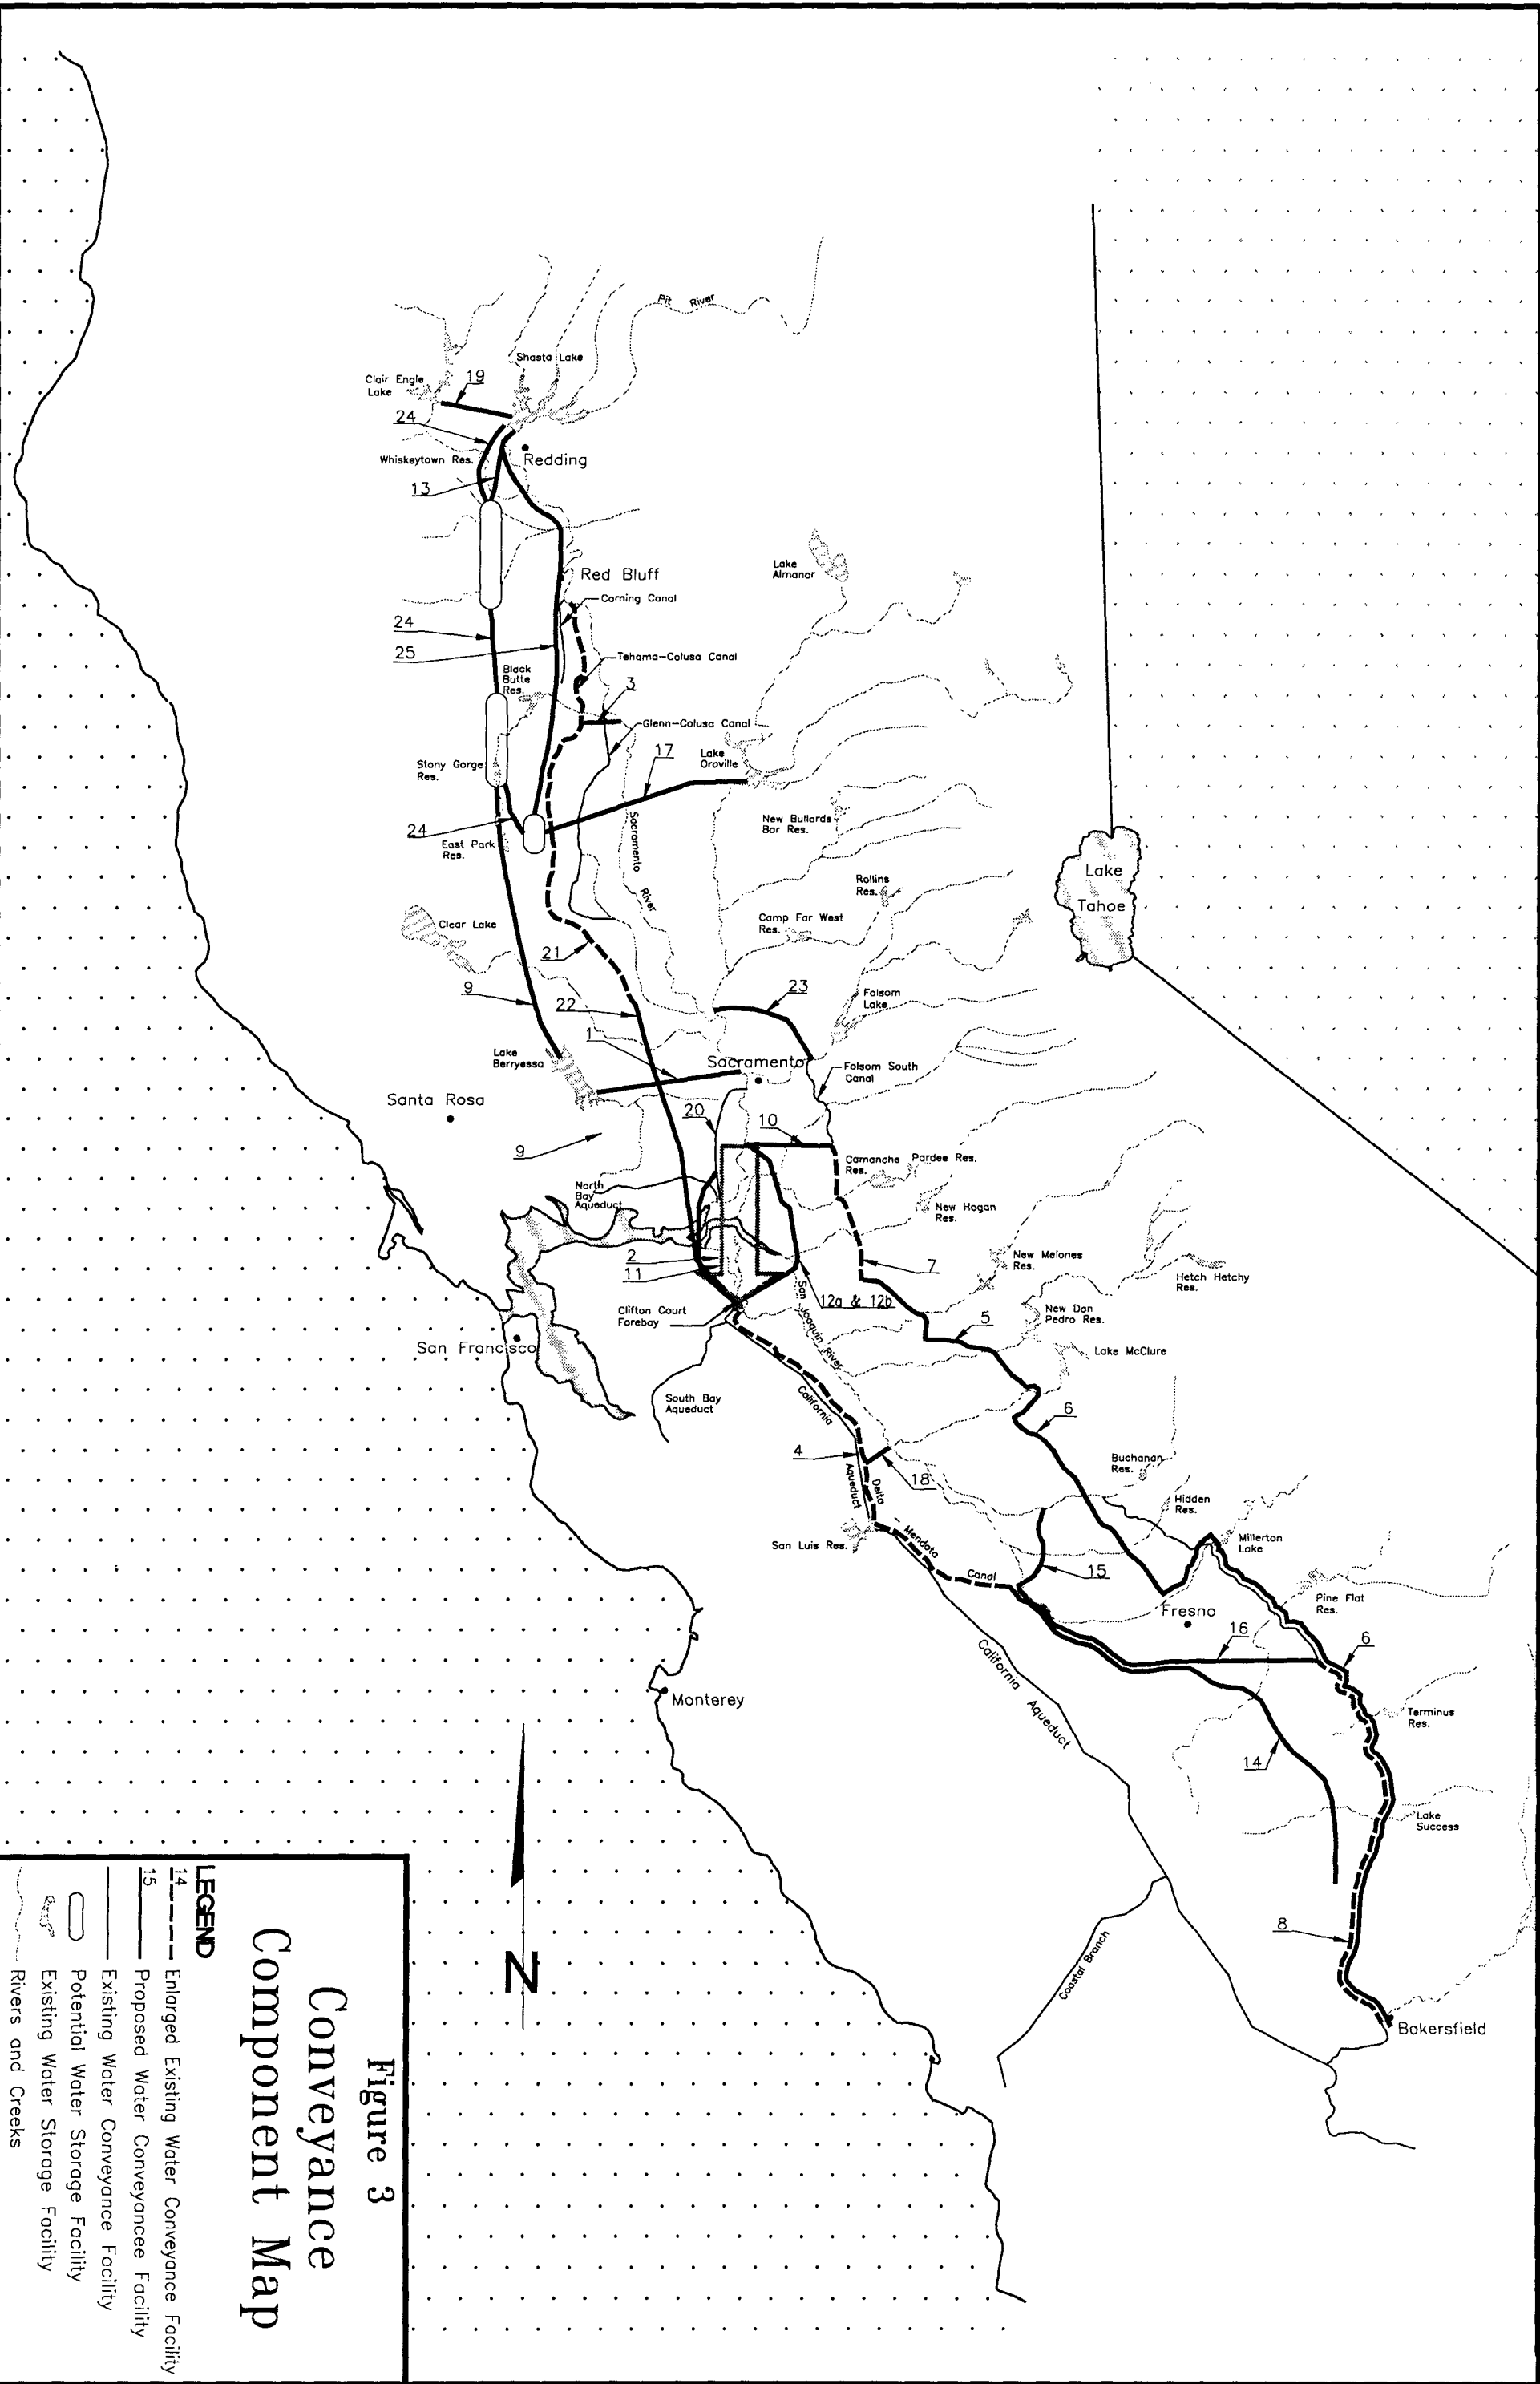 Pit River
Shasta Lake
Clair Engle
Lake
19
24
Whiskeytown Res.
Redding
13
Lake
Almanor
Red Bluff
Corning Canal
24
25
Tehama-Colusa Canal
Black
Butte
Res.
3
Glenn-Colusa Canal
17
Lake
Oroville
Stony Gorge
Res.
24
East Park
Res.
Sacramento
River
New Bullards
Bar Res.
Lake
Tahoe
Rollins
Res.
Camp Far West
Res.
Clear Lake
21
9
22
23
Folsom
Lake
1
Lake
Berryessa
Sacramento
Folsom South
Canal
Santa Rosa
20
10
9
Camanche
Res.
Pardee Res.
North
Bay
Aqueduct
New Hogan
Res.
2
11
7
New Melones
Res.
Hetch Hetchy
Res.
12a & 12b
Clifton Court
Forebay
San Joaquin River
New Don
Pedro Res.
5
San Francisco
Lake McClure
South Bay
Aqueduct
California
Aqueduct
6
4
18
Delta
Mendota
Canal
Buchanan
Res.
Hidden
Res.
San Luis Res.
Millerton
Lake
15
Pine Flat
Res.
Fresno
16
6
California Aqueduct
Monterey
Terminus
Res.
14
Lake
Success
8
Coastal Branch
Bakersfield
N
Figure 3
Conveyance
Component Map
LEGEND
14 Enlarged Existing Water Conveyance Facility
15 Proposed Water Conveyancee Facility
Existing Water Conveyance Facility
Potential Water Storage Facility
Existing Water Storage Facility
Rivers and Creeks